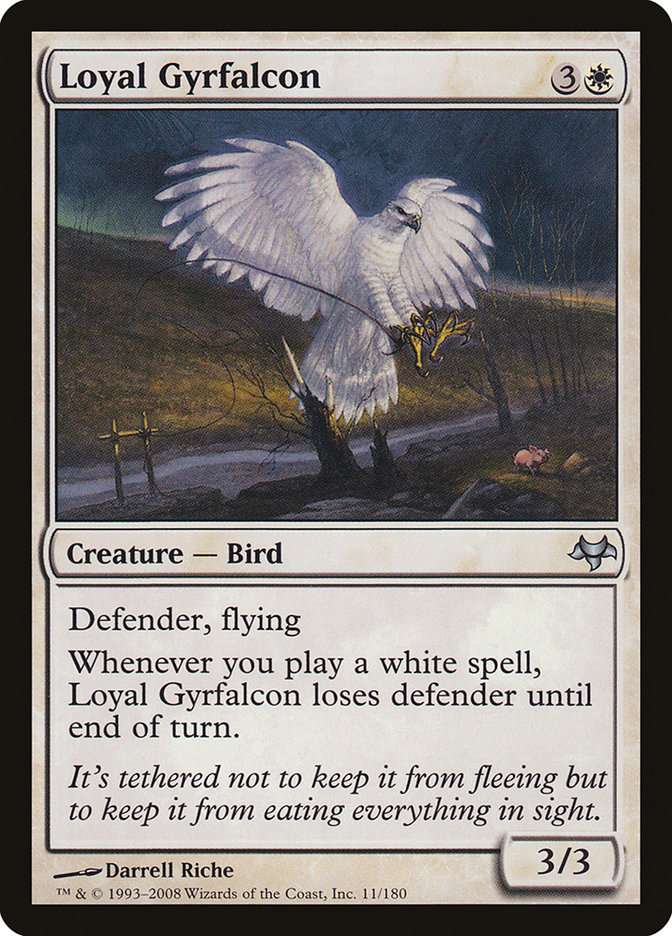 Loyal Gyrfalcon 3
Creature — Bird
Defender, flying
Whenever you play a white spell,
Loyal Gyrfalcon loses defender until
end of turn.
It's tethered not to keep it from fleeing but
to keep it from eating everything in sight.
3/3
Darrell Riche
™ & © 1993–2008 Wizards of the Coast, Inc. 11/180